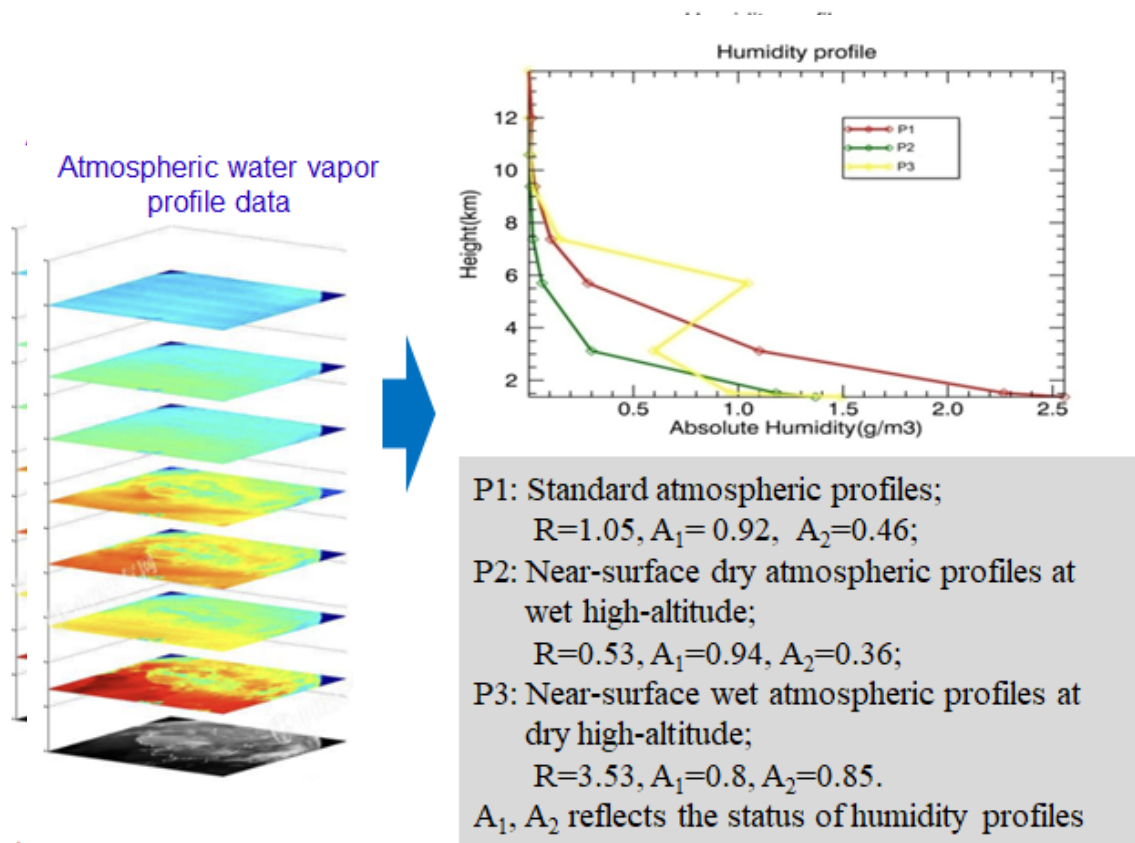 Humidity profile
Atmospheric water vapor
profile data
Height(km)
12
10
8
6
4
2
P1
P2
P3
0.5
1.0
1.5
2.0
2.5
Absolute Humidity(g/m3)
P1: Standard atmospheric profiles;
R=1.05, A₁= 0.92, A₂=0.46;
P2: Near-surface dry atmospheric profiles at
wet high-altitude;
R=0.53, A₁=0.94, A₂=0.36;
P3: Near-surface wet atmospheric profiles at
dry high-altitude;
R=3.53, A₁=0.8, A₂=0.85.
A₁, A₂ reflects the status of humidity profiles